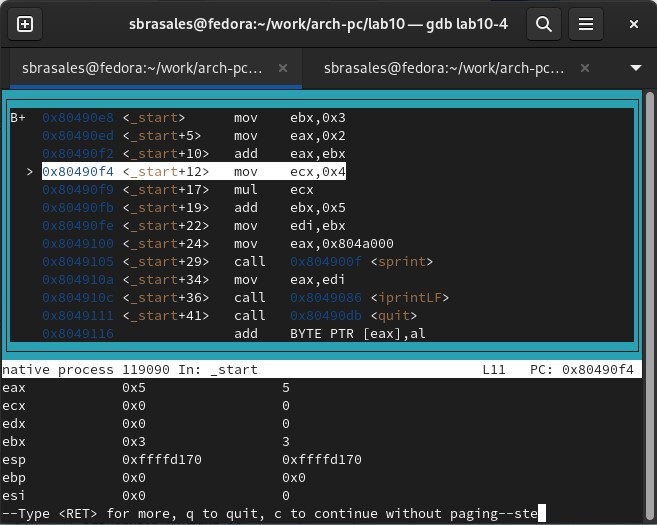 sbrasales@fedora:~/work/arch-pc/lab10 — gdb lab10-4
sbrasales@fedora:~/work/arch-pc... × sbrasales@fedora:~/work/arch-pc... ×
B+ 0x80490e8 <_start> mov ebx,0x3
0x80490ed <_start+5> mov eax,0x2
0x80490f2 <_start+10> add eax,ebx
> 0x80490f4 <_start+12> mov ecx,0x4
0x80490f9 <_start+17> mul ecx
0x80490fb <_start+19> add ebx,0x5
0x80490fe <_start+22> mov edi,ebx
0x8049100 <_start+24> mov eax,0x804a000
0x8049105 <_start+29> call 0x804900f <sprint>
0x804910a <_start+34> mov eax,edi
0x804910c <_start+36> call 0x8049086 <iprintLF>
0x8049111 <_start+41> call 0x80490db <quit>
0x8049116 add BYTE PTR [eax],al
native process 119090 In: _start L11 PC: 0x80490f4
eax 0x5 5
ecx 0x0 0
edx 0x0 0
ebx 0x3 3
esp 0xffffd170 0xffffd170
ebp 0x0 0x0
esi 0x0 0
--Type <RET> for more, q to quit, c to continue without paging--ste